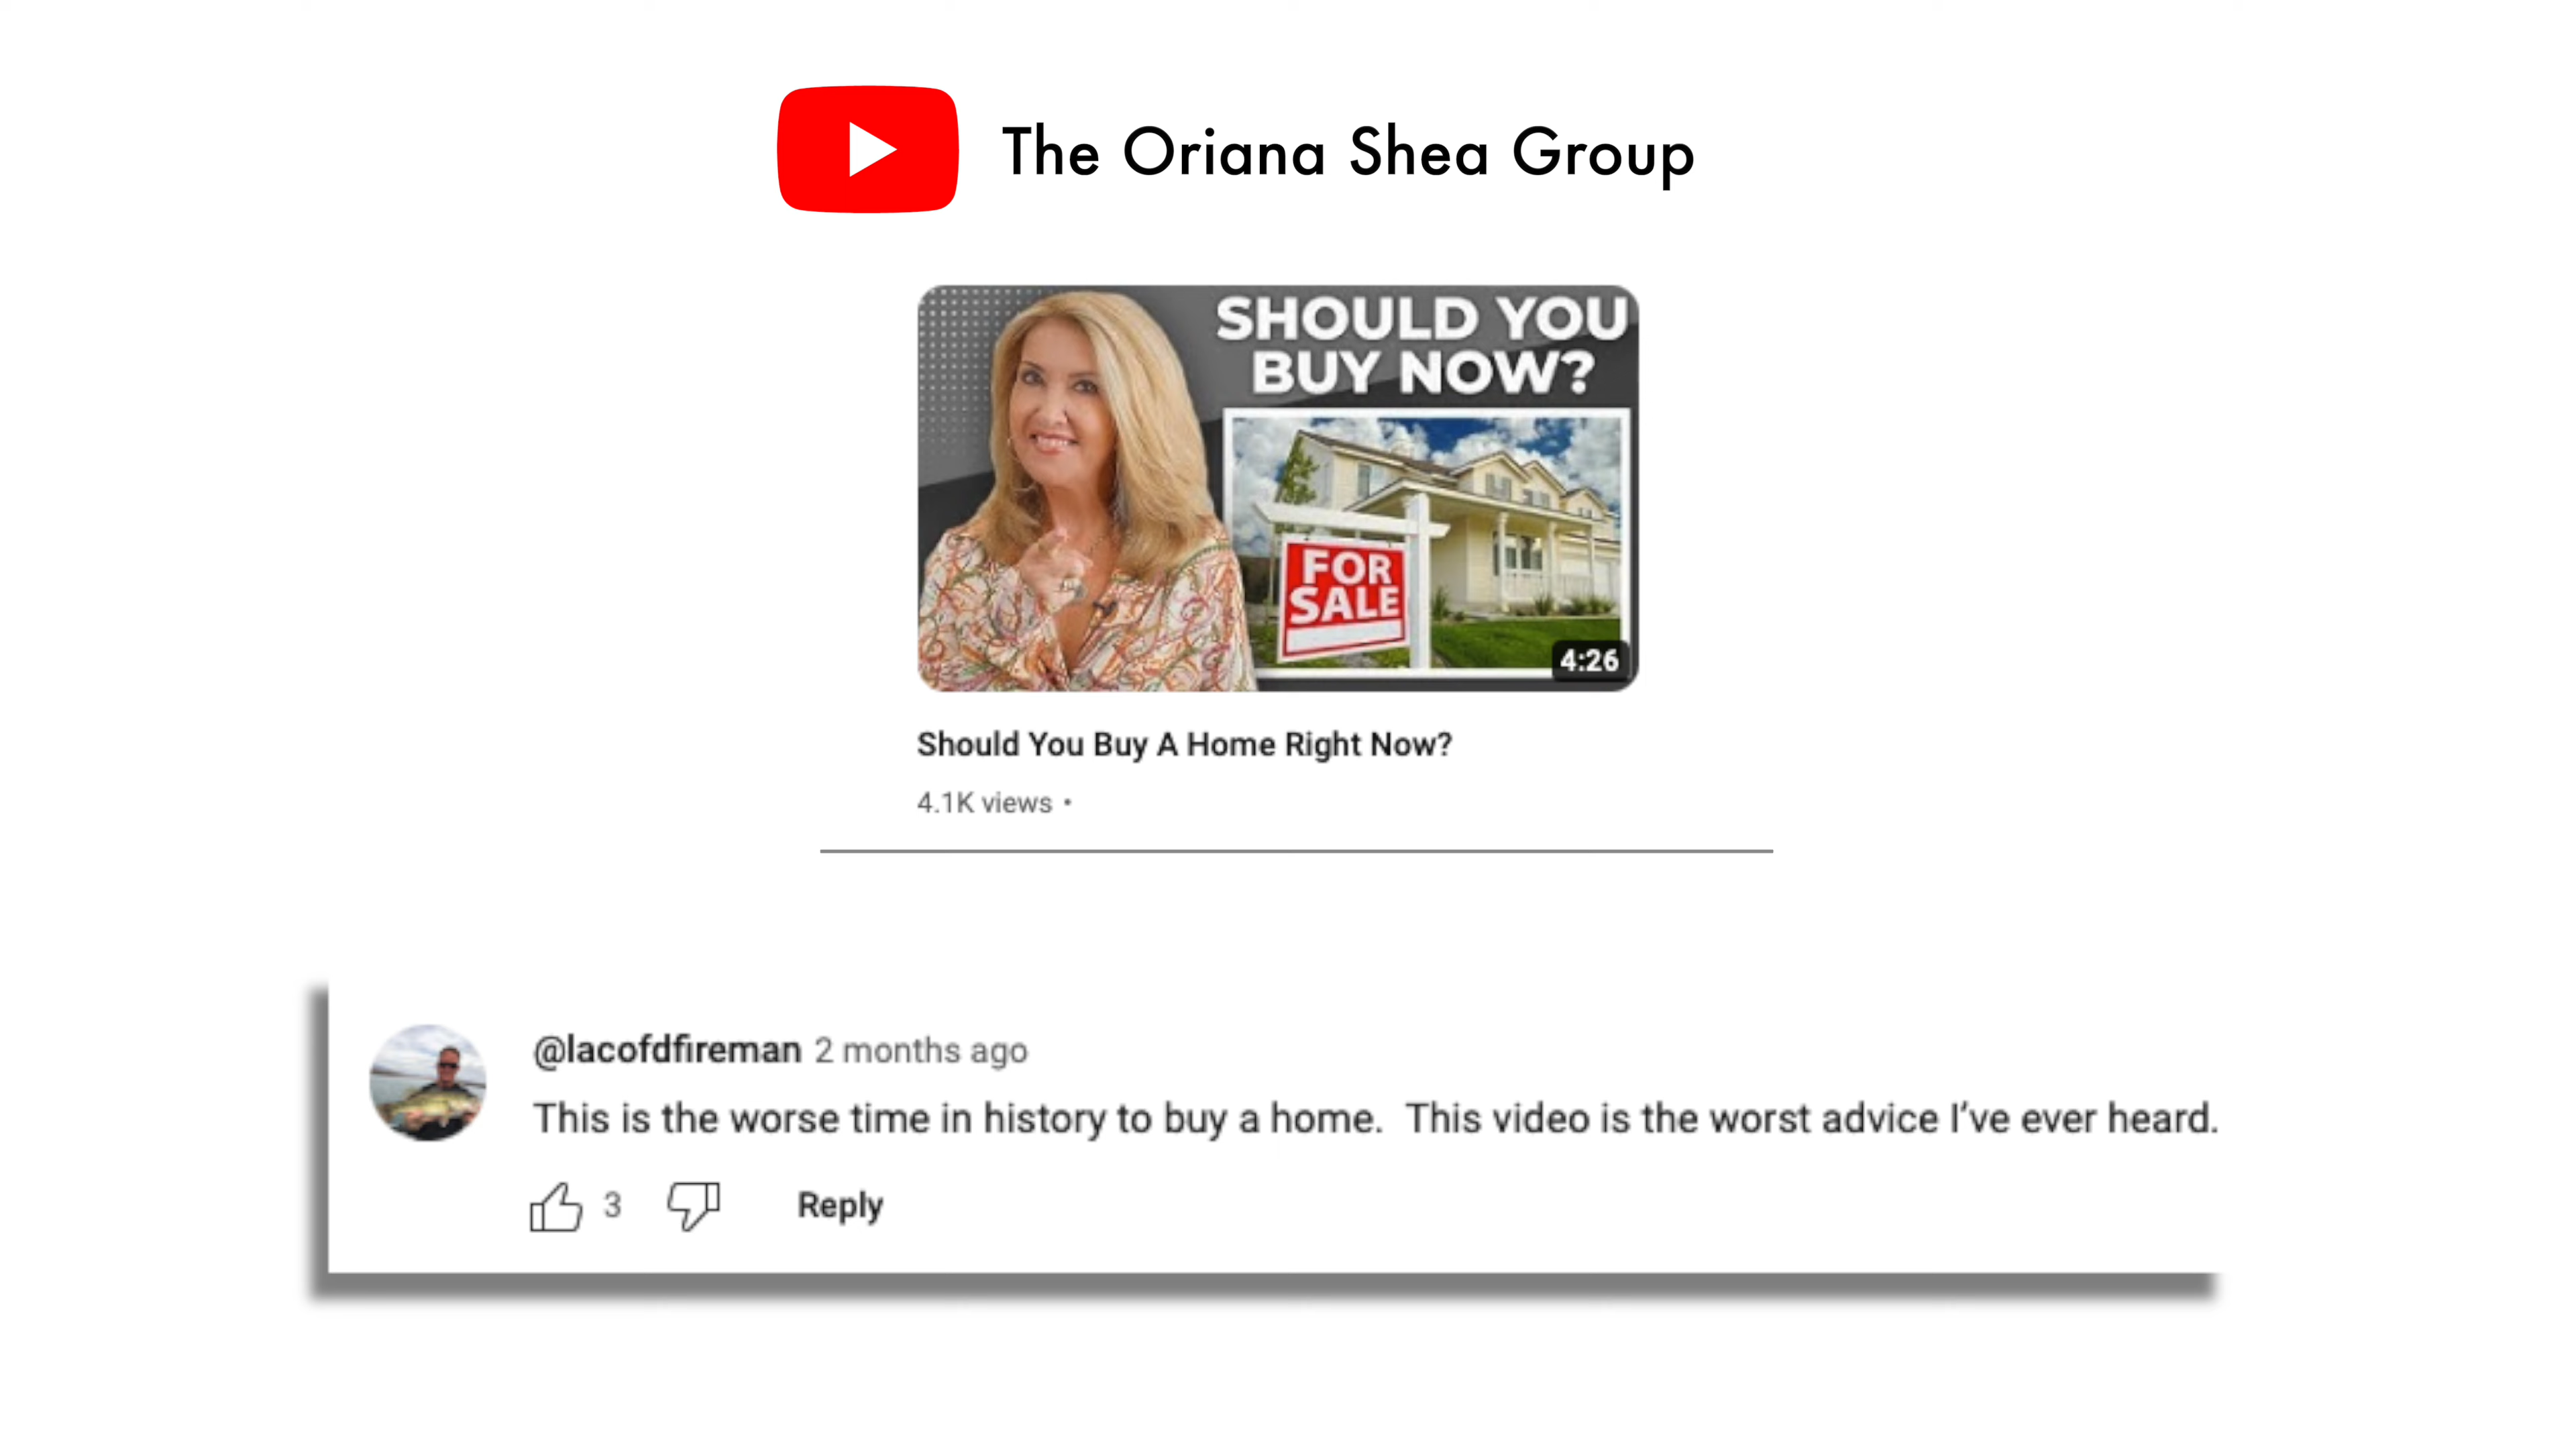 The Oriana Shea Group
SHOULD YOU
BUY NOW?
FOR
SALE
4:26
Should You Buy A Home Right Now?
4.1K views •
@lacofdfireman 2 months ago
This is the worse time in history to buy a home.  This video is the worst advice I've ever heard.
3 Reply